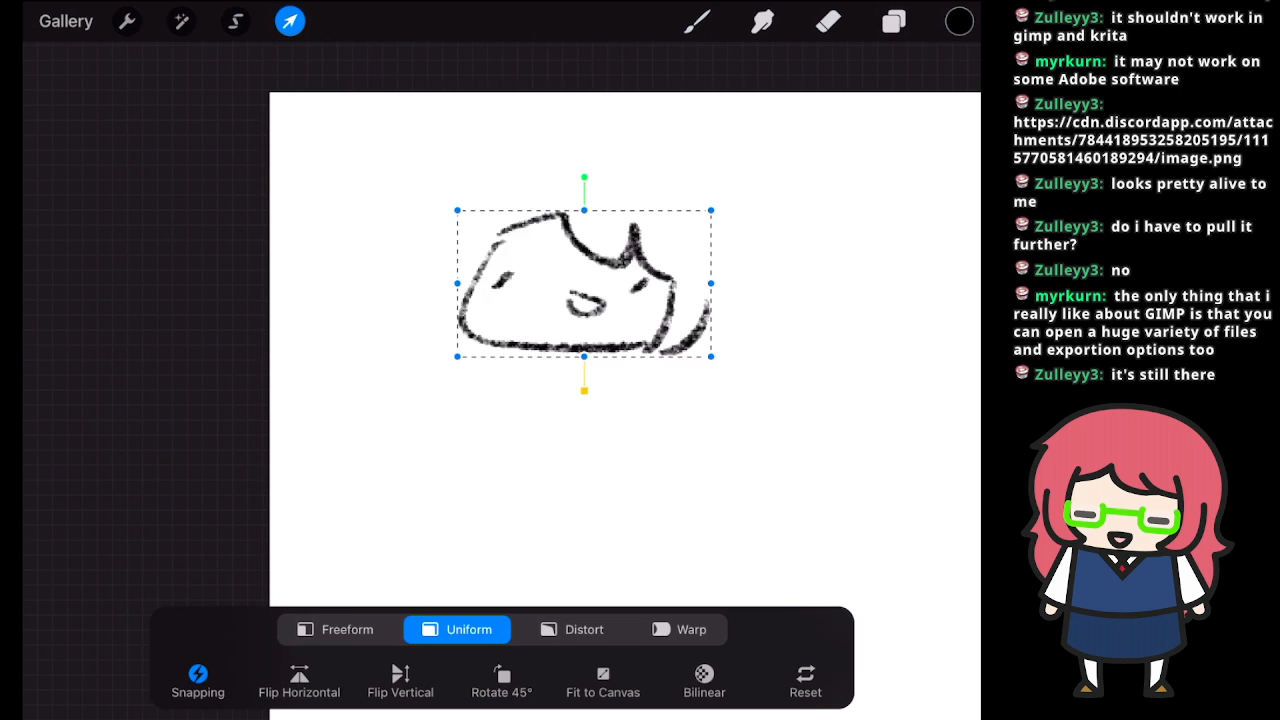 Gallery
Freeform
Uniform
Distort
Warp
Snapping
Flip Horizontal
Flip Vertical
Rotate 45°
Fit to Canvas
Bilinear
Reset
Zulleyy3: it shouldn't work in
gimp and krita
myrkurn: it may not work on
some Adobe software
Zulleyy3:
https://cdn.discordapp.com/attac
hments/784418953258205195/111
5770581460189294/image.png
Zulleyy3: looks pretty alive to
me
Zulleyy3: do i have to pull it
further?
Zulleyy3: no
myrkurn: the only thing that i
really like about GIMP is that you
can open a huge variety of files
and exportion options too
Zulleyy3: it's still there